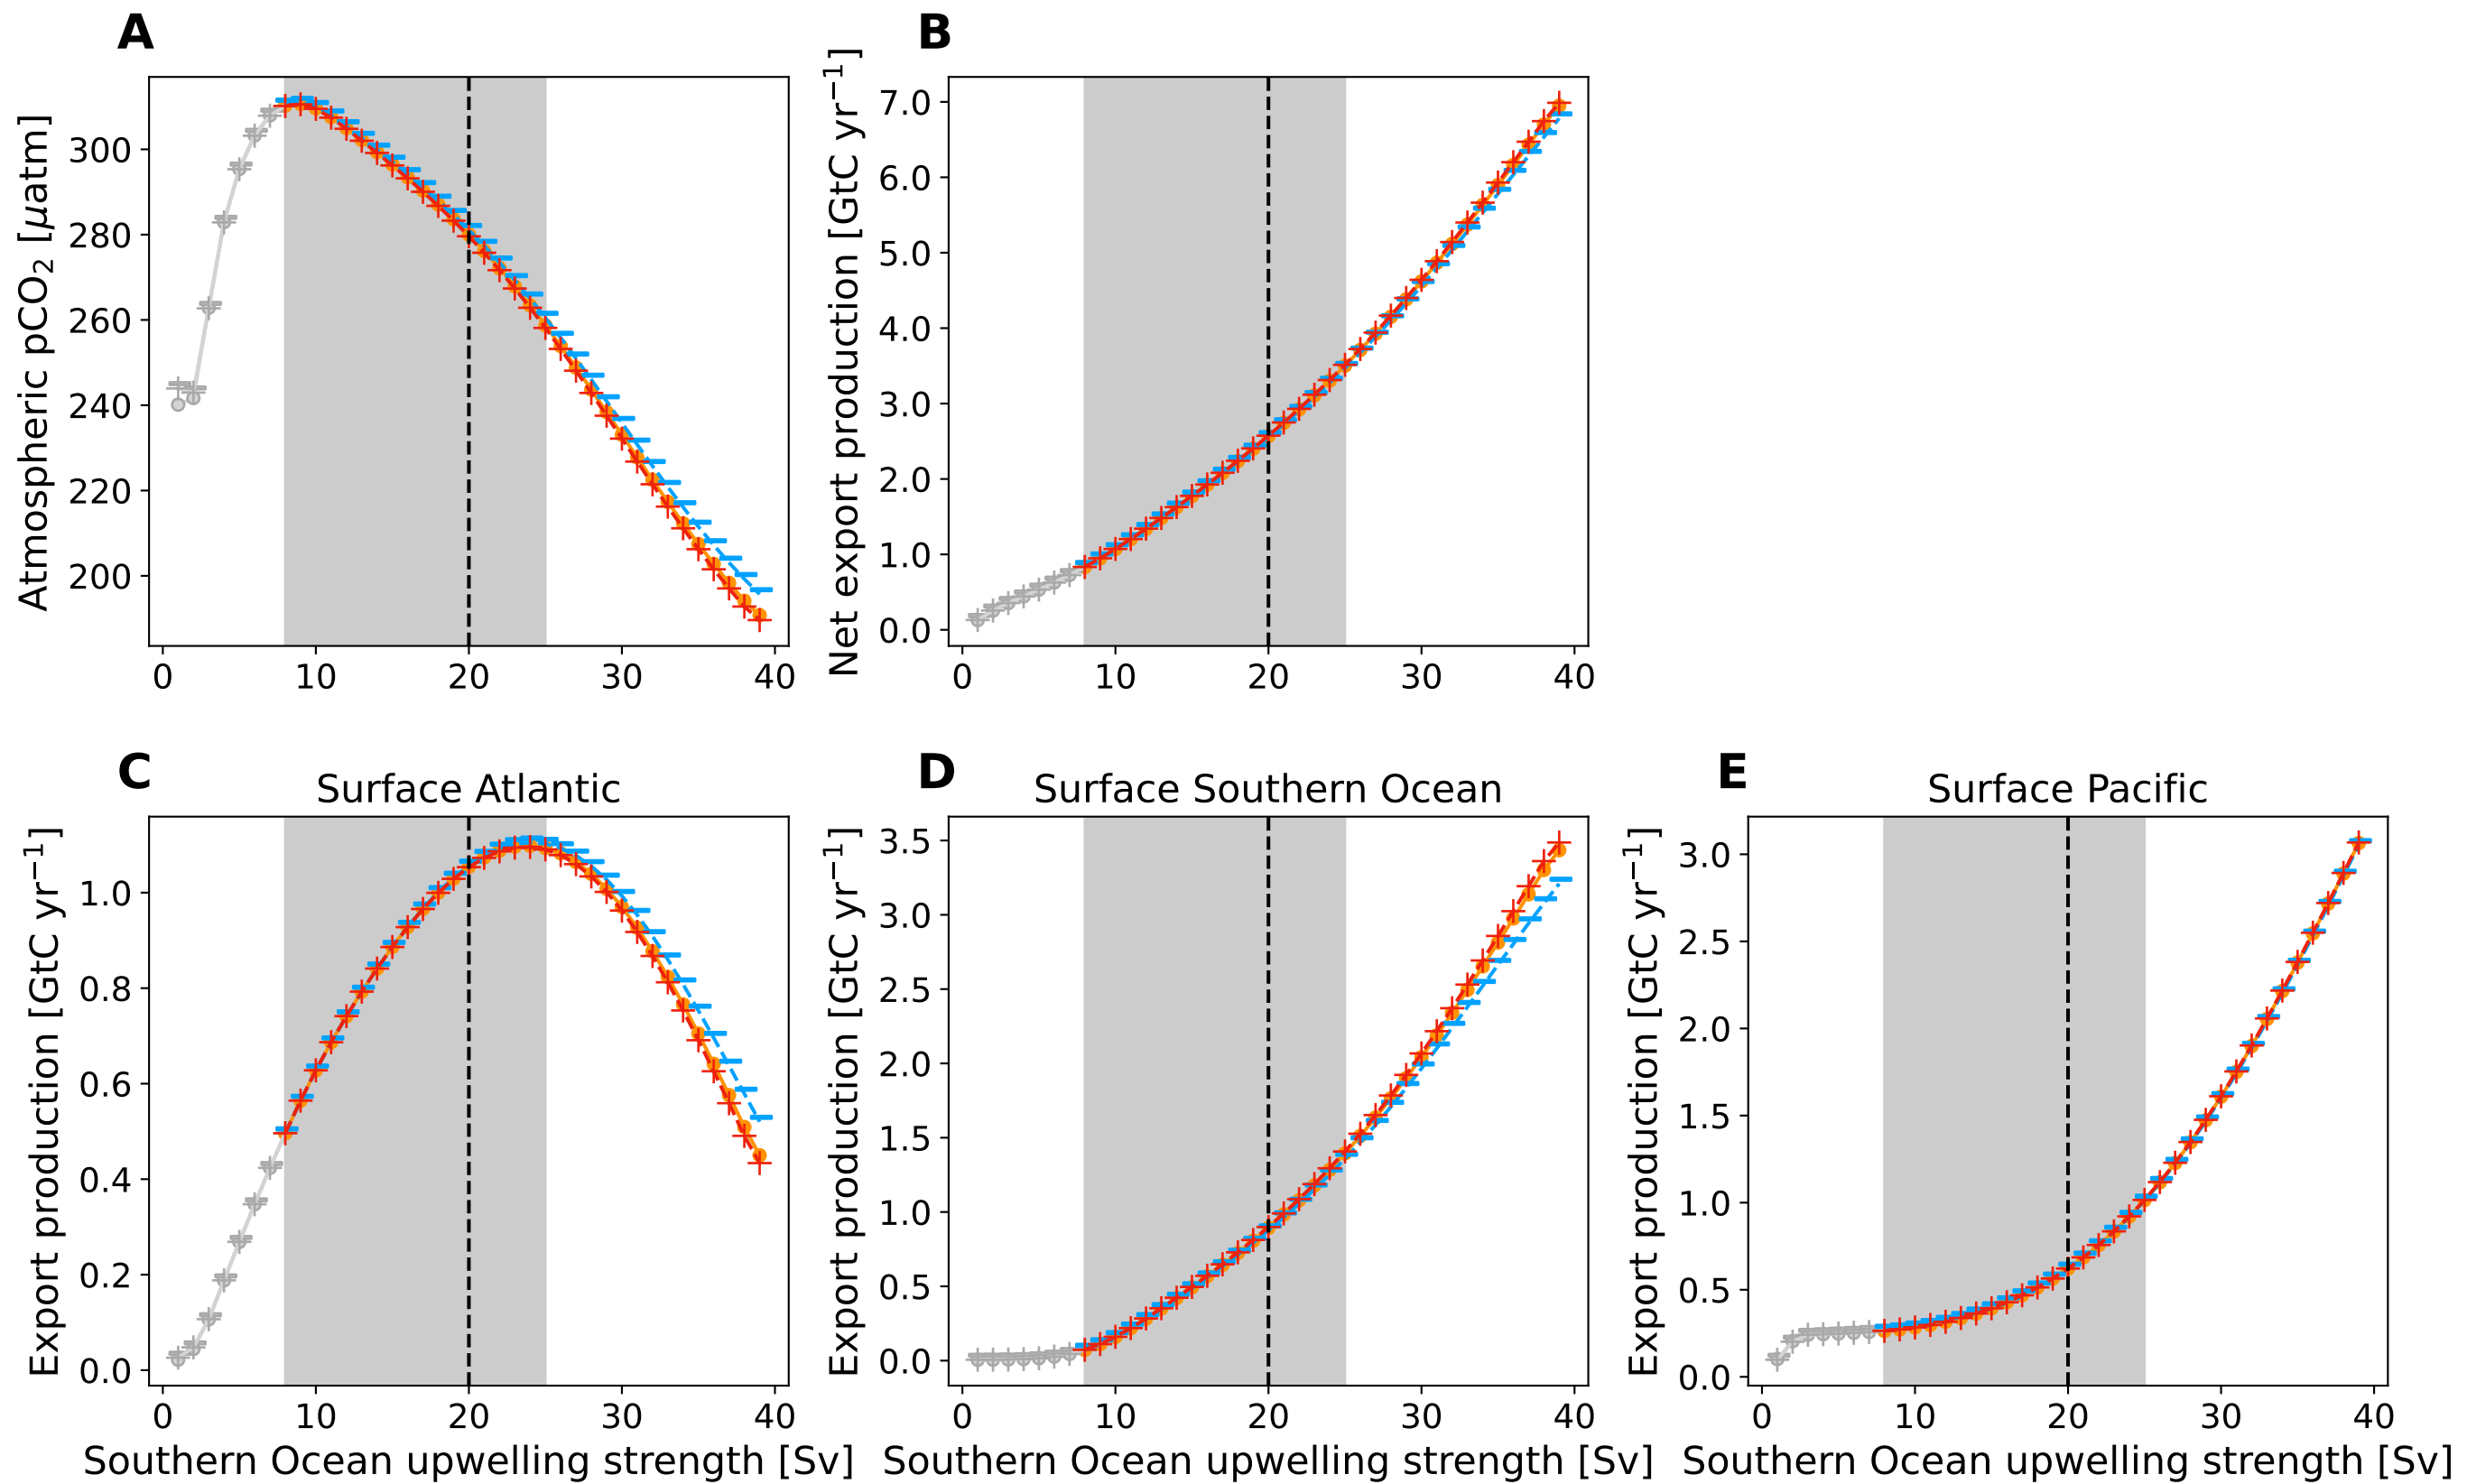 A
Atmospheric pCO₂ [μatm]
300
280
260
240
220
200
0 10 20 30 40
B
Net export production [GtC yr⁻¹]
7.0
6.0
5.0
4.0
3.0
2.0
1.0
0.0
0 10 20 30 40
C
Surface Atlantic
Export production [GtC yr⁻¹]
1.0
0.8
0.6
0.4
0.2
0.0
0 10 20 30 40
Southern Ocean upwelling strength [Sv]
D
Surface Southern Ocean
Export production [GtC yr⁻¹]
3.5
3.0
2.5
2.0
1.5
1.0
0.5
0.0
0 10 20 30 40
Southern Ocean upwelling strength [Sv]
E
Surface Pacific
Export production [GtC yr⁻¹]
3.0
2.5
2.0
1.5
1.0
0.5
0.0
0 10 20 30 40
Southern Ocean upwelling strength [Sv]